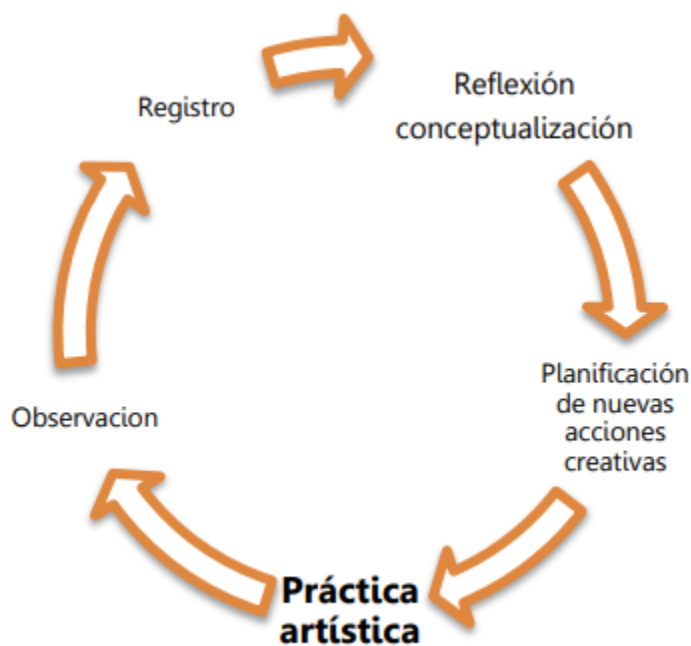 Registro
Reflexión
conceptualización
Planificación
de nuevas
acciones
creativas
Práctica
artística
Observacion